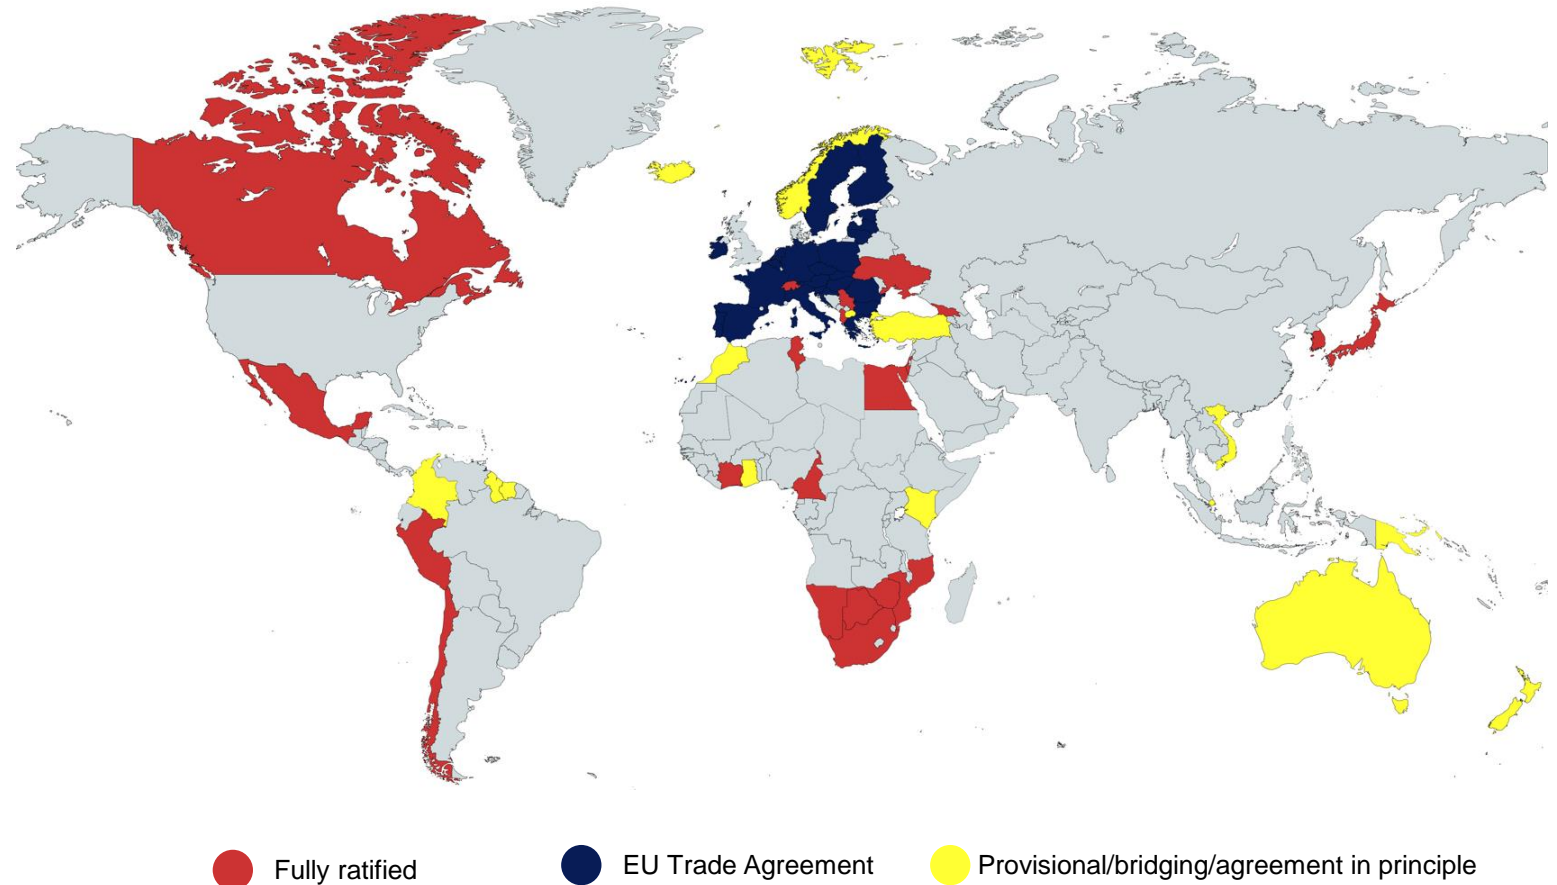 Fully ratified
EU Trade Agreement
Provisional/bridging/agreement in principle